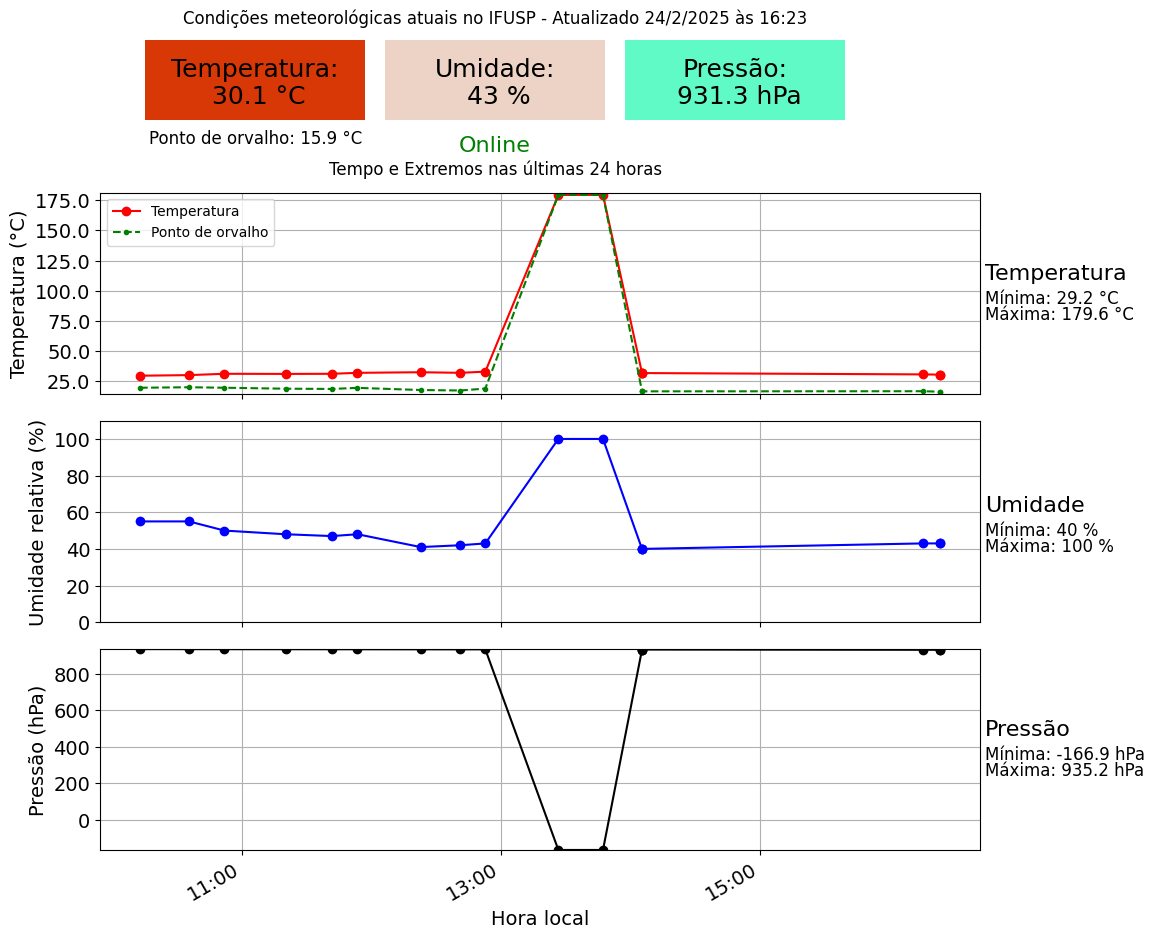 Condições meteorológicas atuais no IFUSP - Atualizado 24/2/2025 às 16:23
Temperatura:
30.1 °C
Umidade:
43 %
Pressão:
931.3 hPa
Ponto de orvalho: 15.9 °C
Online
Tempo e Extremos nas últimas 24 horas
Temperatura (°C)
175.0
150.0
125.0
100.0
75.0
50.0
25.0
Temperatura
Ponto de orvalho
Temperatura
Mínima: 29.2 °C
Máxima: 179.6 °C
Umidade relativa (%)
100
80
60
40
20
0
Umidade
Mínima: 40 %
Máxima: 100 %
Pressão (hPa)
800
600
400
200
0
Pressão
Mínima: -166.9 hPa
Máxima: 935.2 hPa
11:00
13:00
15:00
Hora local